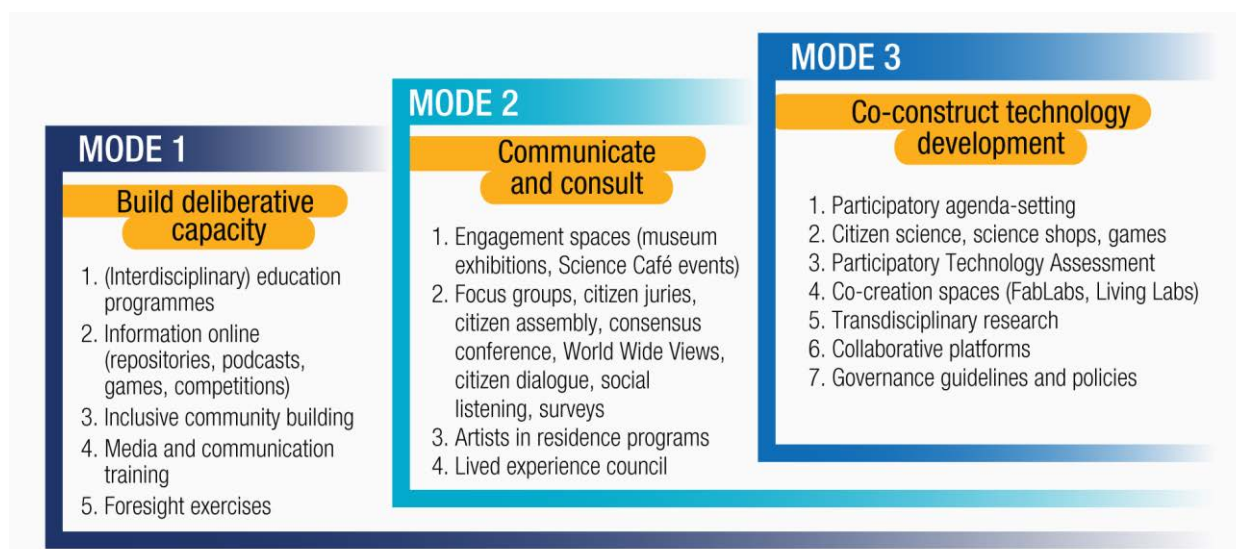 MODE 1
Build deliberative
capacity
1. (Interdisciplinary) education
programmes
2. Information online
(repositories, podcasts,
games, competitions)
3. Inclusive community building
4. Media and communication
training
5. Foresight exercises
MODE 2
Communicate
and consult
1. Engagement spaces (museum
exhibitions, Science Café events)
2. Focus groups, citizen juries,
citizen assembly, consensus
conference, World Wide Views,
citizen dialogue, social
listening, surveys
3. Artists in residence programs
4. Lived experience council
MODE 3
Co-construct technology
development
1. Participatory agenda-setting
2. Citizen science, science shops, games
3. Participatory Technology Assessment
4. Co-creation spaces (FabLabs, Living Labs)
5. Transdisciplinary research
6. Collaborative platforms
7. Governance guidelines and policies